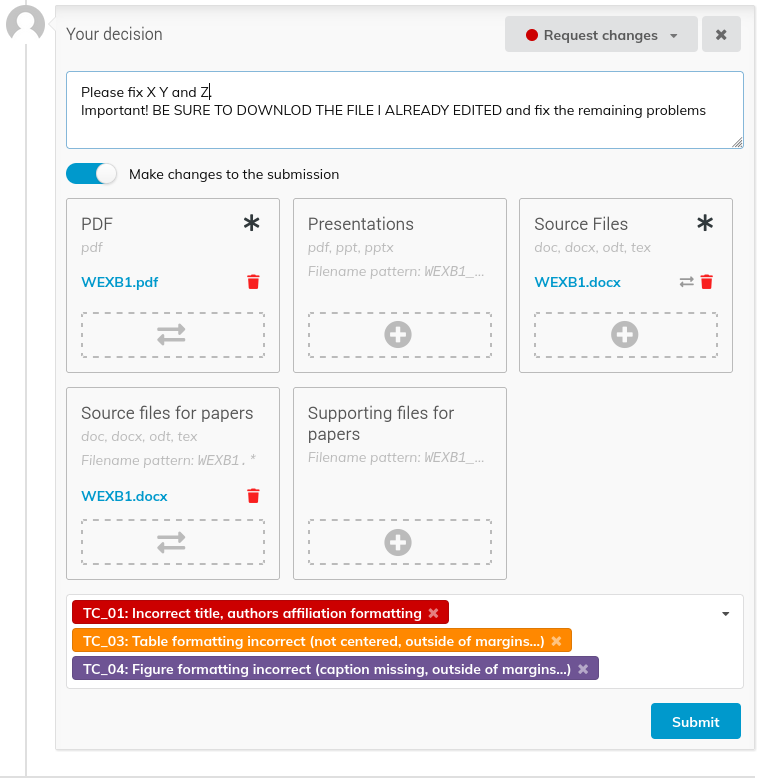 Your decision
Request changes
Please fix X Y and Z.
Important! BE SURE TO DOWNLOD THE FILE I ALREADY EDITED and fix the remaining problems
Make changes to the submission
PDF
pdf
WEXB1.pdf
Presentations
pdf, ppt, pptx
Filename pattern: WEXB1_...
Source Files
doc, docx, odt, tex
WEXB1.docx
Source files for papers
doc, docx, odt, tex
Filename pattern: WEXB1.*
WEXB1.docx
Supporting files for
papers
Filename pattern: WEXB1_...
TC_01: Incorrect title, authors affiliation formatting
TC_03: Table formatting incorrect (not centered, outside of margins...)
TC_04: Figure formatting incorrect (caption missing, outside of margins...)
Submit